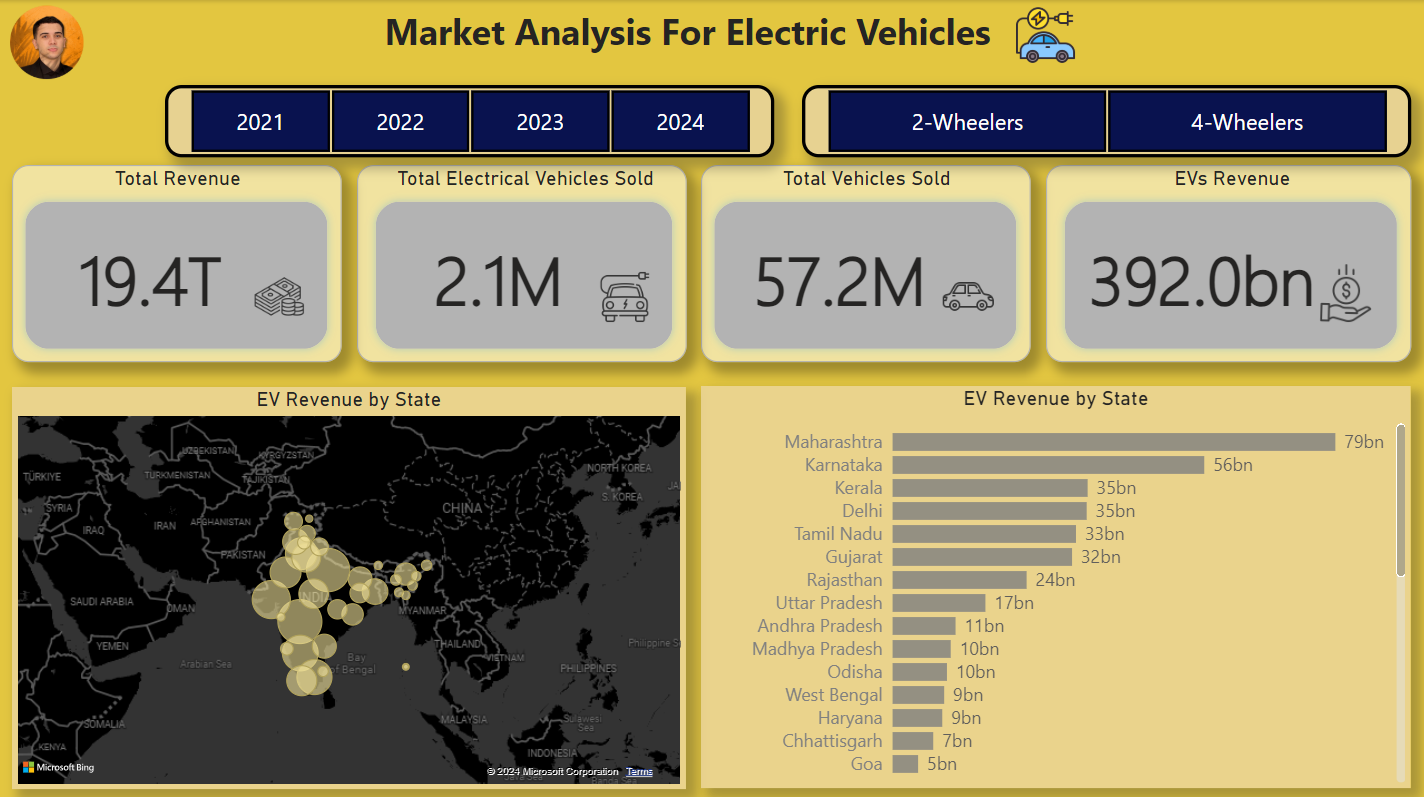 Market Analysis For Electric Vehicles
2021
2022
2023
2024
2-Wheelers
4-Wheelers
Total Revenue
19.4T
Total Electrical Vehicles Sold
2.1M
Total Vehicles Sold
57.2M
EVs Revenue
392.0bn
EV Revenue by State
UZBEKISTAN
KYRGYZSTAN
TÜRKIYE
TURKMENISTAN
TAJIKISTAN
NORTH KOREA
S. KOREA
JA
SYRIA
IRAQ
IRAN
AFGHANISTAN
CHINA
PAKISTAN
SAUDI ARABIA
OMAN
INDIA
MYANMAR
YEMEN
Arabian Sea
Bay
of Bengal
THAILAND
VIETNAM
Philippine S
PHILIPPINES
SOMALIA
MALAYSIA
Sulawesi
Sea
KENYA
INDONESIA
Microsoft Bing
© 2024 Microsoft Corporation Terms
EV Revenue by State
Maharashtra 79bn
Karnataka 56bn
Kerala 35bn
Delhi 35bn
Tamil Nadu 33bn
Gujarat 32bn
Rajasthan 24bn
Uttar Pradesh 17bn
Andhra Pradesh 11bn
Madhya Pradesh 10bn
Odisha 10bn
West Bengal 9bn
Haryana 9bn
Chhattisgarh 7bn
Goa 5bn